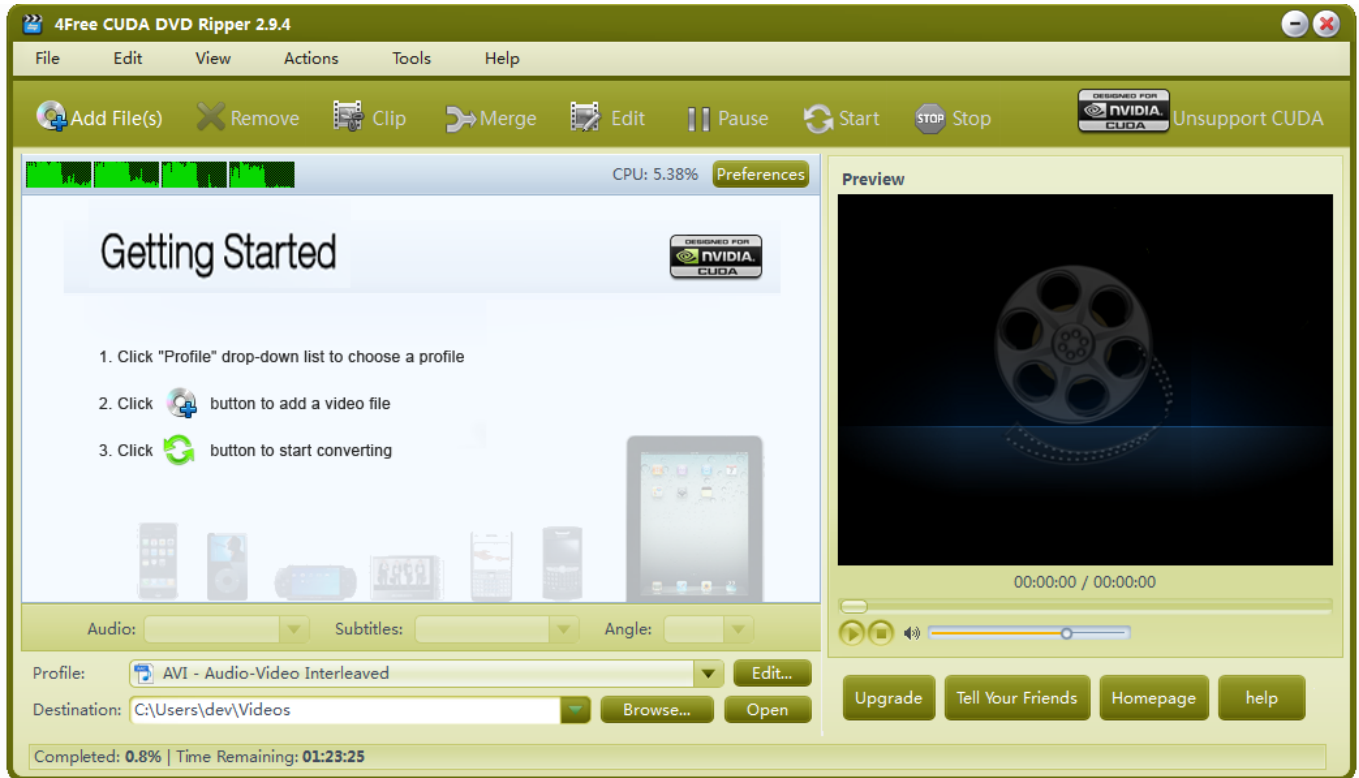 4Free CUDA DVD Ripper 2.9.4
File Edit View Actions Tools Help
Add File(s) Remove Clip Merge Edit Pause Start STOP Stop DESIGNED FOR NVIDIA. CUDA Unsupport CUDA
CPU: 5.38% Preferences
Preview
Getting Started
DESIGNED FOR
NVIDIA.
CUDA
1. Click "Profile" drop-down list to choose a profile
2. Click button to add a video file
3. Click button to start converting
00:00:00 / 00:00:00
Audio: Subtitles: Angle:
Profile: AVI - Audio-Video Interleaved Edit...
Destination: C:\Users\dev\Videos Browse... Open
Upgrade Tell Your Friends Homepage help
Completed: 0.8% | Time Remaining: 01:23:25